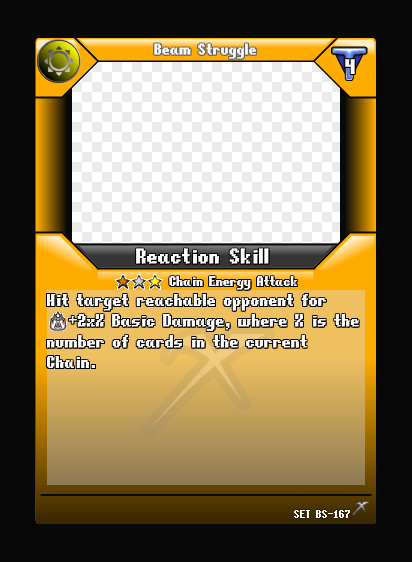 Beam Struggle
4
Reaction Skill
Chain Energy Attack
Hit target reachable opponent for
+2xX Basic Damage, where X is the
number of cards in the current
Chain.
SET BS-167